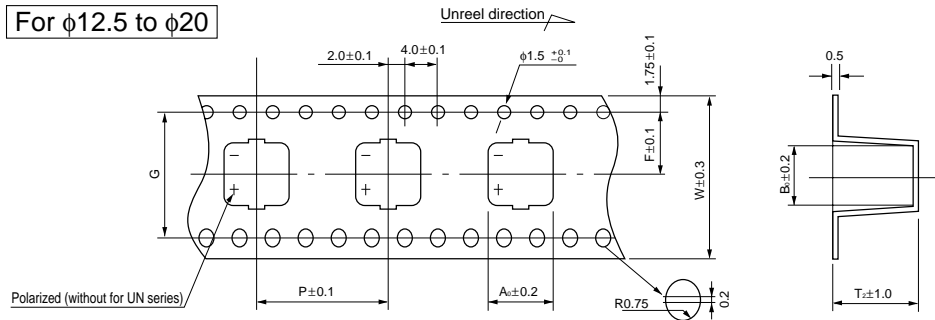 For φ12.5 to φ20
Unreel direction
2.0±0.1
4.0±0.1
φ1.5 +0.1 −0
1.75±0.1
0.5
G
F±0.1
W±0.3
B₀±0.2
−
+
−
+
−
+
Polarized (without for UN series)
P±0.1
A₀±0.2
R0.75
0.2
T₂±1.0